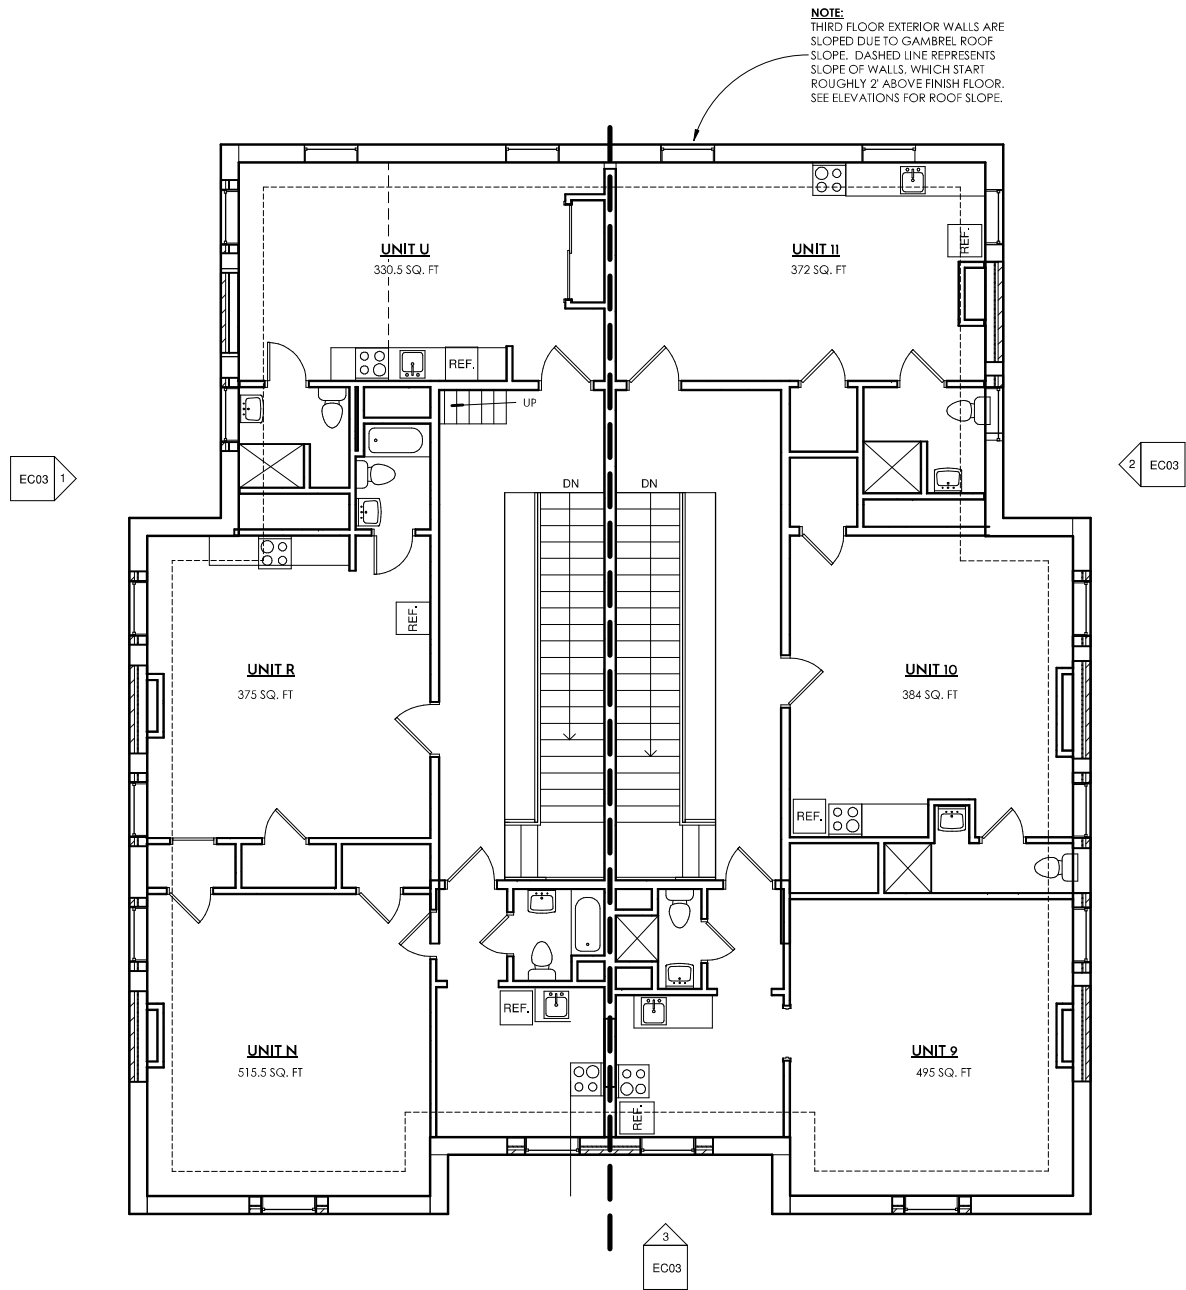 NOTE:
THIRD FLOOR EXTERIOR WALLS ARE
SLOPED DUE TO GAMBREL ROOF
SLOPE. DASHED LINE REPRESENTS
SLOPE OF WALLS, WHICH START
ROUGHLY 2' ABOVE FINISH FLOOR.
SEE ELEVATIONS FOR ROOF SLOPE.
UNIT U
330.5 SQ. FT
UNIT 11
372 SQ. FT
REF.
REF.
UP
EC03 1
2 EC03
DN
DN
REF.
UNIT R
375 SQ. FT
UNIT 10
384 SQ. FT
REF.
REF.
UNIT N
515.5 SQ. FT
UNIT 9
495 SQ. FT
REF.
3
EC03